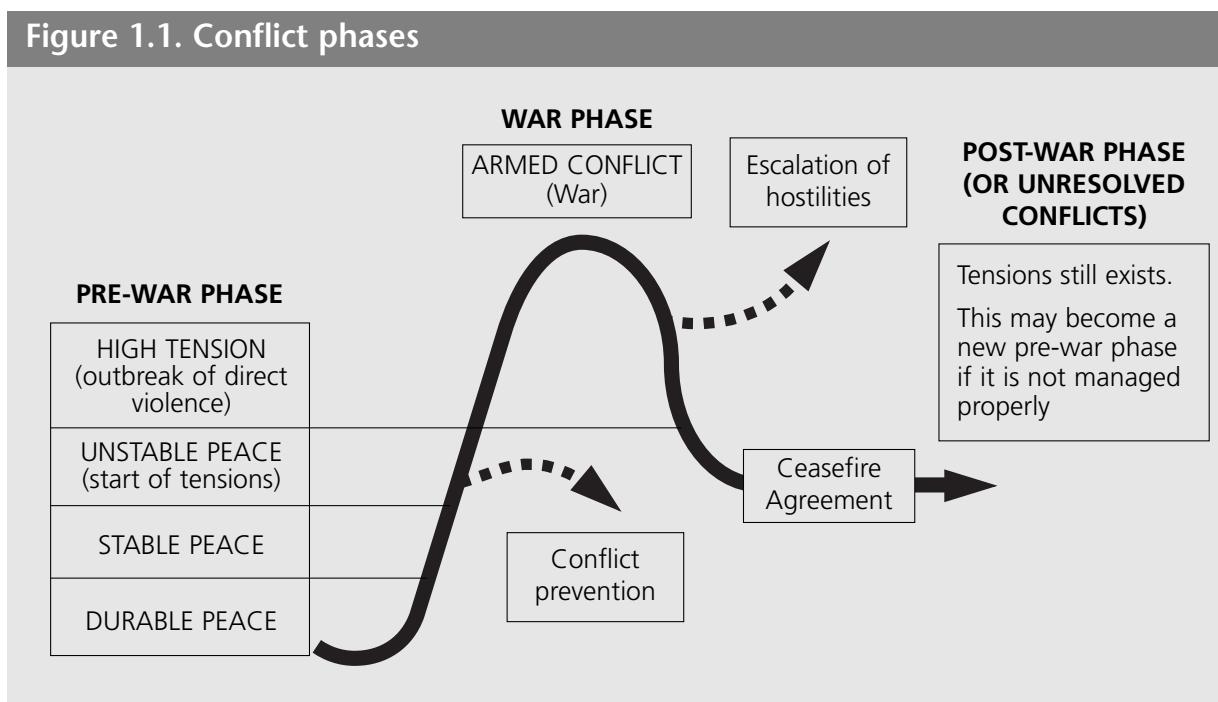 Figure 1.1. Conflict phases
WAR PHASE
ARMED CONFLICT
(War)
Escalation of
hostilities
POST-WAR PHASE
(OR UNRESOLVED
CONFLICTS)
Tensions still exists.
This may become a
new pre-war phase
if it is not managed
properly
PRE-WAR PHASE
HIGH TENSION
(outbreak of direct
violence)
UNSTABLE PEACE
(start of tensions)
STABLE PEACE
DURABLE PEACE
Conflict
prevention
Ceasefire
Agreement